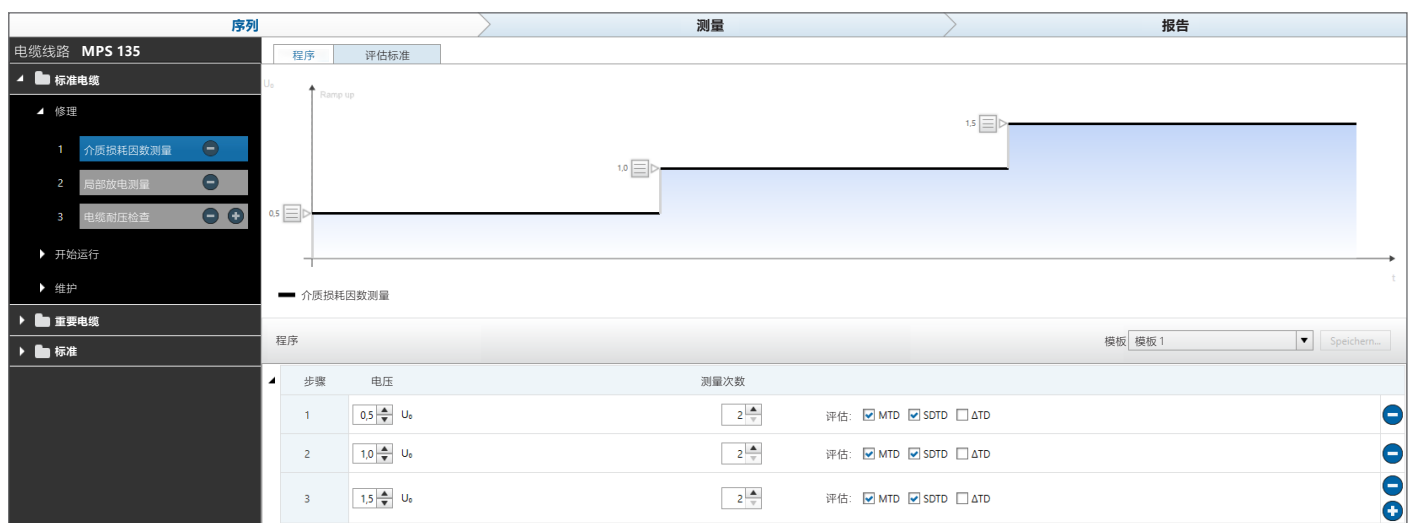 序列 测量 报告
电缆线路 MPS 135
标准电缆
修理
1 介质损耗因数测量
2 局部放电测量
3 电缆耐压检查
开始运行
维护
重要电缆
标准
程序 评估标准
U₀
Ramp up
1,5
1,0
0,5
t
介质损耗因数测量
程序 模板 模板 1 Speichern...
步骤 电压 测量次数
1 0,5 U₀ 2 评估: MTD SDTD ΔTD
2 1,0 U₀ 2 评估: MTD SDTD ΔTD
3 1,5 U₀ 2 评估: MTD SDTD ΔTD